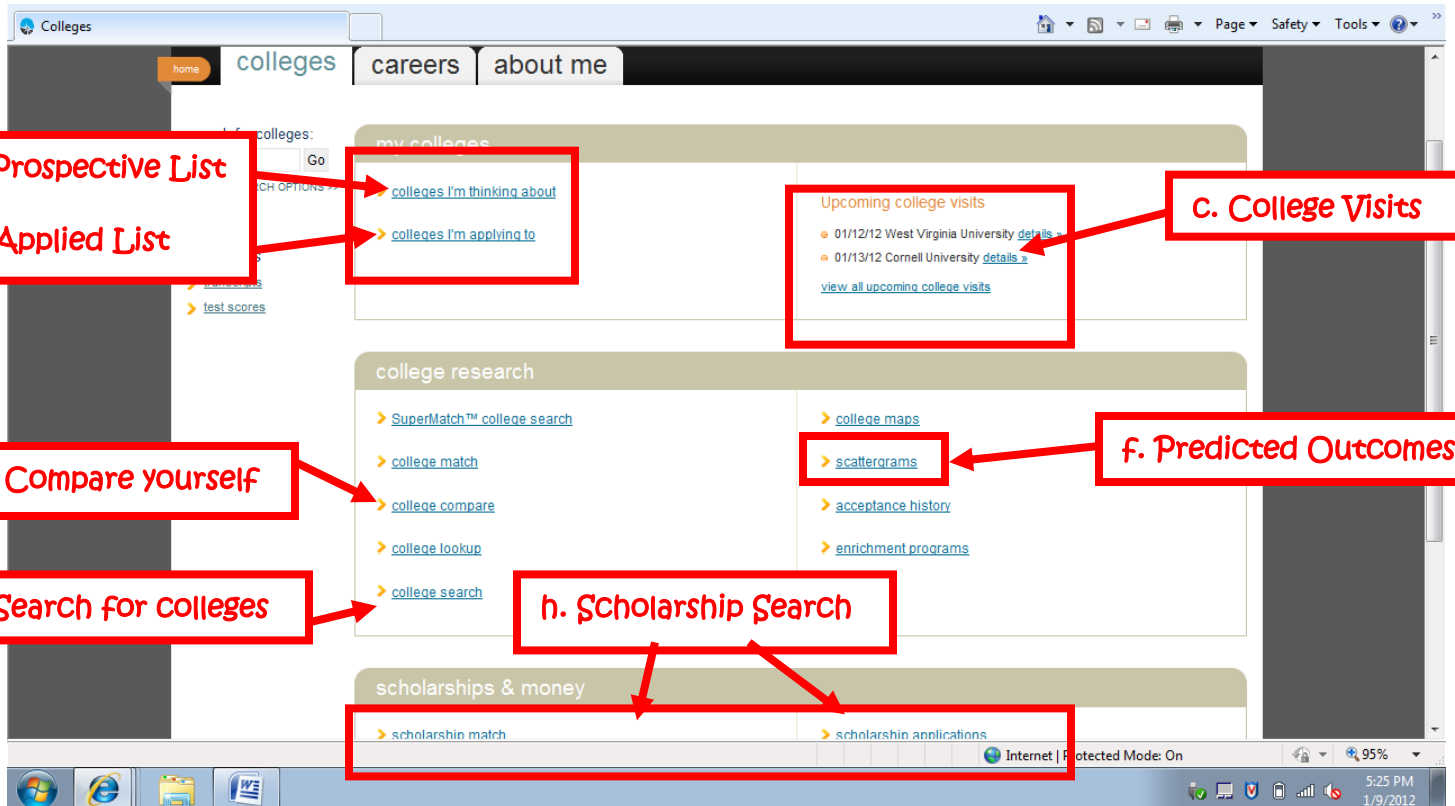 Colleges
Page
Safety
Tools
home
colleges
careers
about me
colleges:
Go
CH OPTIONS >>
Prospective List
Applied List
transcripts
test scores
my colleges
colleges I'm thinking about
colleges I'm applying to
Upcoming college visits
01/12/12 West Virginia University details »
01/13/12 Cornell University details »
view all upcoming college visits
c. College Visits
college research
SuperMatch™ college search
college match
college compare
college lookup
college search
college maps
scattergrams
acceptance history
enrichment programs
Compare yourself
Search for colleges
f. Predicted Outcomes
h. Scholarship Search
scholarships & money
scholarship match
scholarship applications
Internet | Protected Mode: On
95%
5:25 PM
1/9/2012